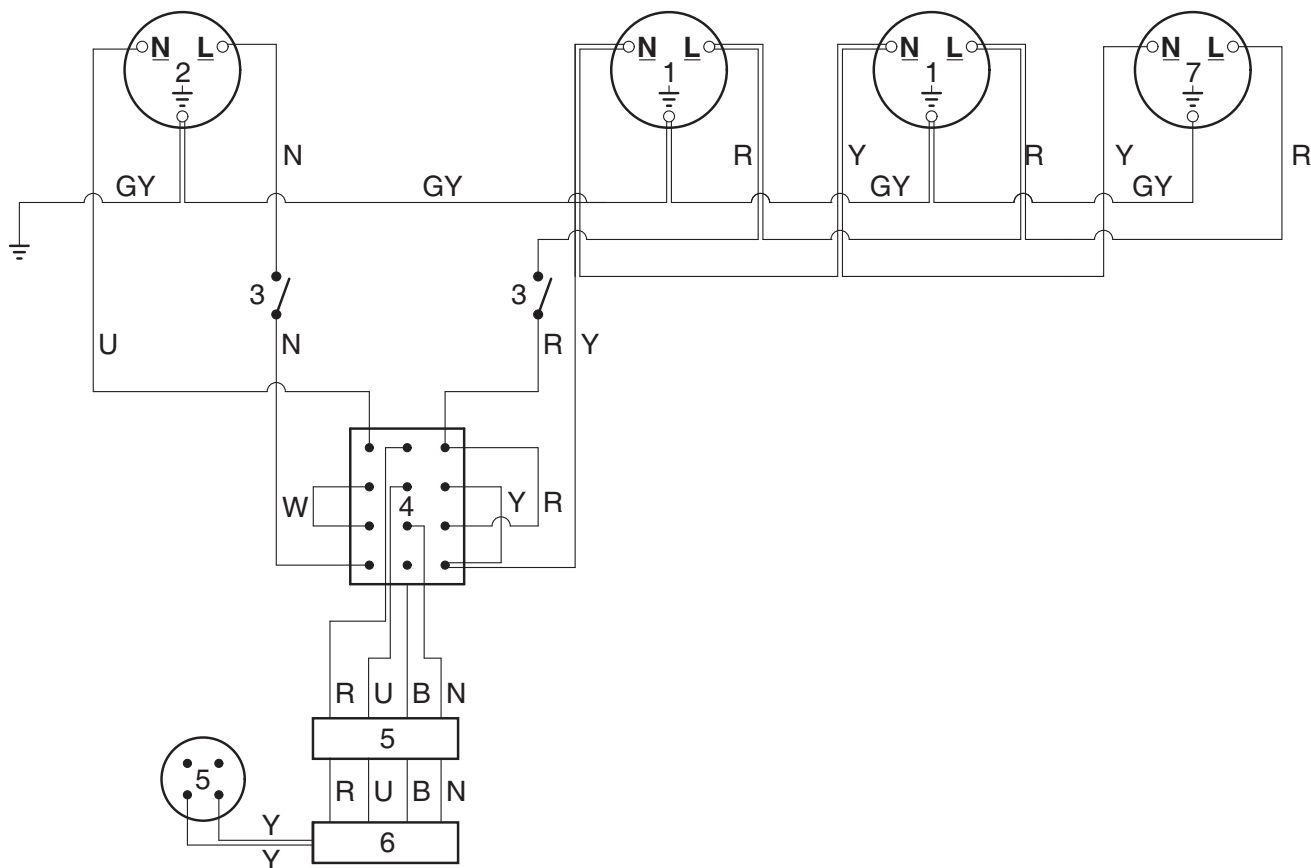 N L N L N L N L
2 1 1 7
N R Y R Y R
GY GY GY GY
3 3
U N R Y
W 4 Y R
R U B N
5
5
R U B N
Y
6
Y